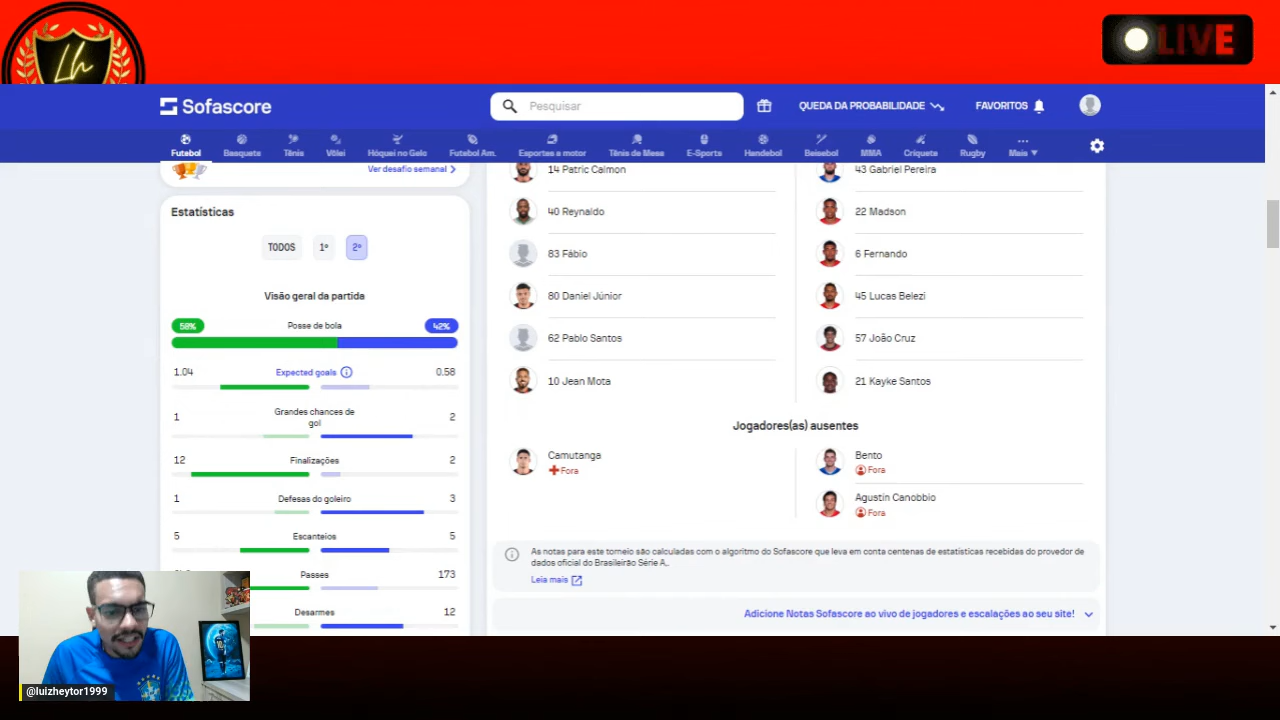 Lh
LIVE
Sofascore
Pesquisar
QUEDA DA PROBABILIDADE
FAVORITOS
Futebol
Basquete
Tênis
Vôlei
Hóquei no Gelo
Futebol Am.
Esportes a motor
Tênis de Mesa
E-Sports
Handebol
Beisebol
MMA
Críquete
Rugby
Mais
Ver desafio semanal
Estatísticas
TODOS
1º
2º
Visão geral da partida
58% Posse de bola 42%
1.04 Expected goals 0.58
1 Grandes chances de gol 2
12 Finalizações 2
1 Defesas do goleiro 3
5 Escanteios 5
Passes 173
Desarmes 12
14 Patric Calmon
43 Gabriel Pereira
40 Reynaldo
22 Madson
83 Fábio
6 Fernando
80 Daniel Júnior
45 Lucas Belezi
62 Pablo Santos
57 João Cruz
10 Jean Mota
21 Kayke Santos
Jogadores(as) ausentes
Camutanga
Fora
Bento
Fora
Agustín Canobbio
Fora
As notas para este torneio são calculadas com o algoritmo do Sofascore que leva em conta centenas de estatísticas recebidas do provedor de
dados oficial do Brasileirão Série A.
Leia mais
Adicione Notas Sofascore ao vivo de jogadores e escalações ao seu site!
@luizheytor1999